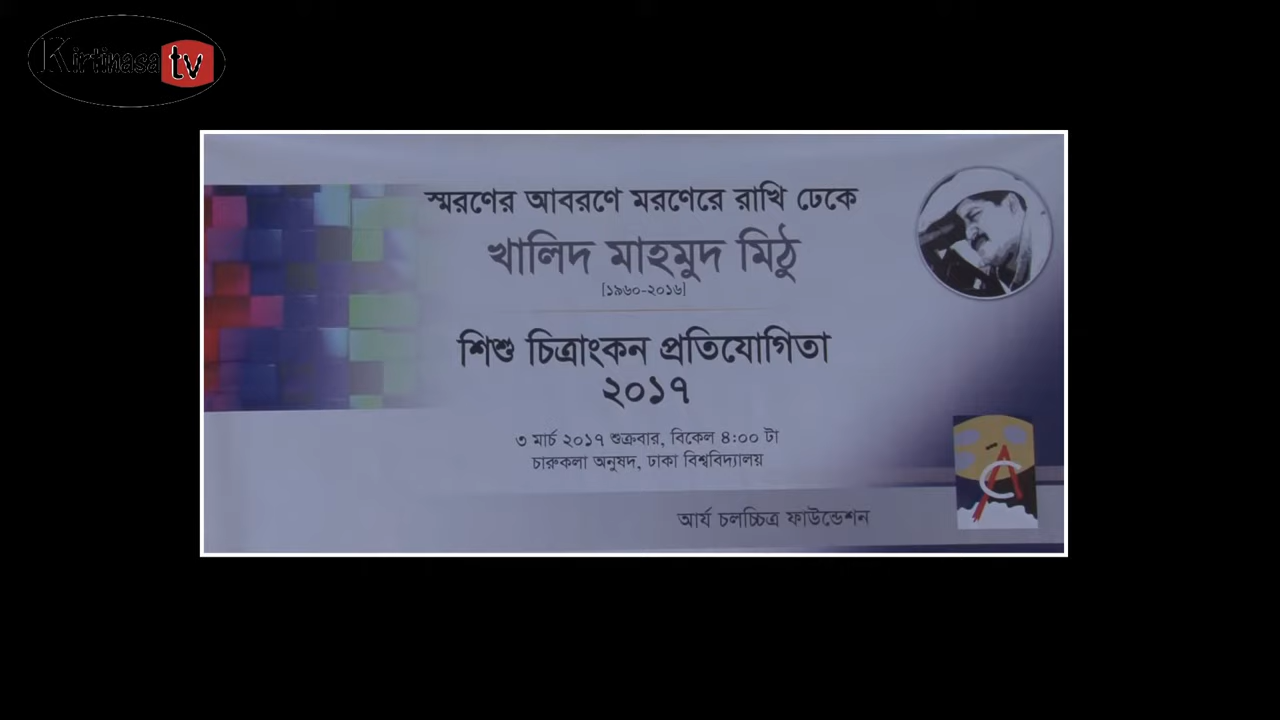 Kirtinasa tv
স্মরণের আবরণে মরণেরে রাখি ঢেকে
খালিদ মাহমুদ মিঠু
[১৯৬০-২০১৬]
শিশু চিত্রাংকন প্রতিযোগিতা
২০১৭
৩ মার্চ ২০১৭ শুক্রবার, বিকেল ৪:০০ টা
চারুকলা অনুষদ, ঢাকা বিশ্ববিদ্যালয়
আর্য চলচ্চিত্র ফাউন্ডেশন